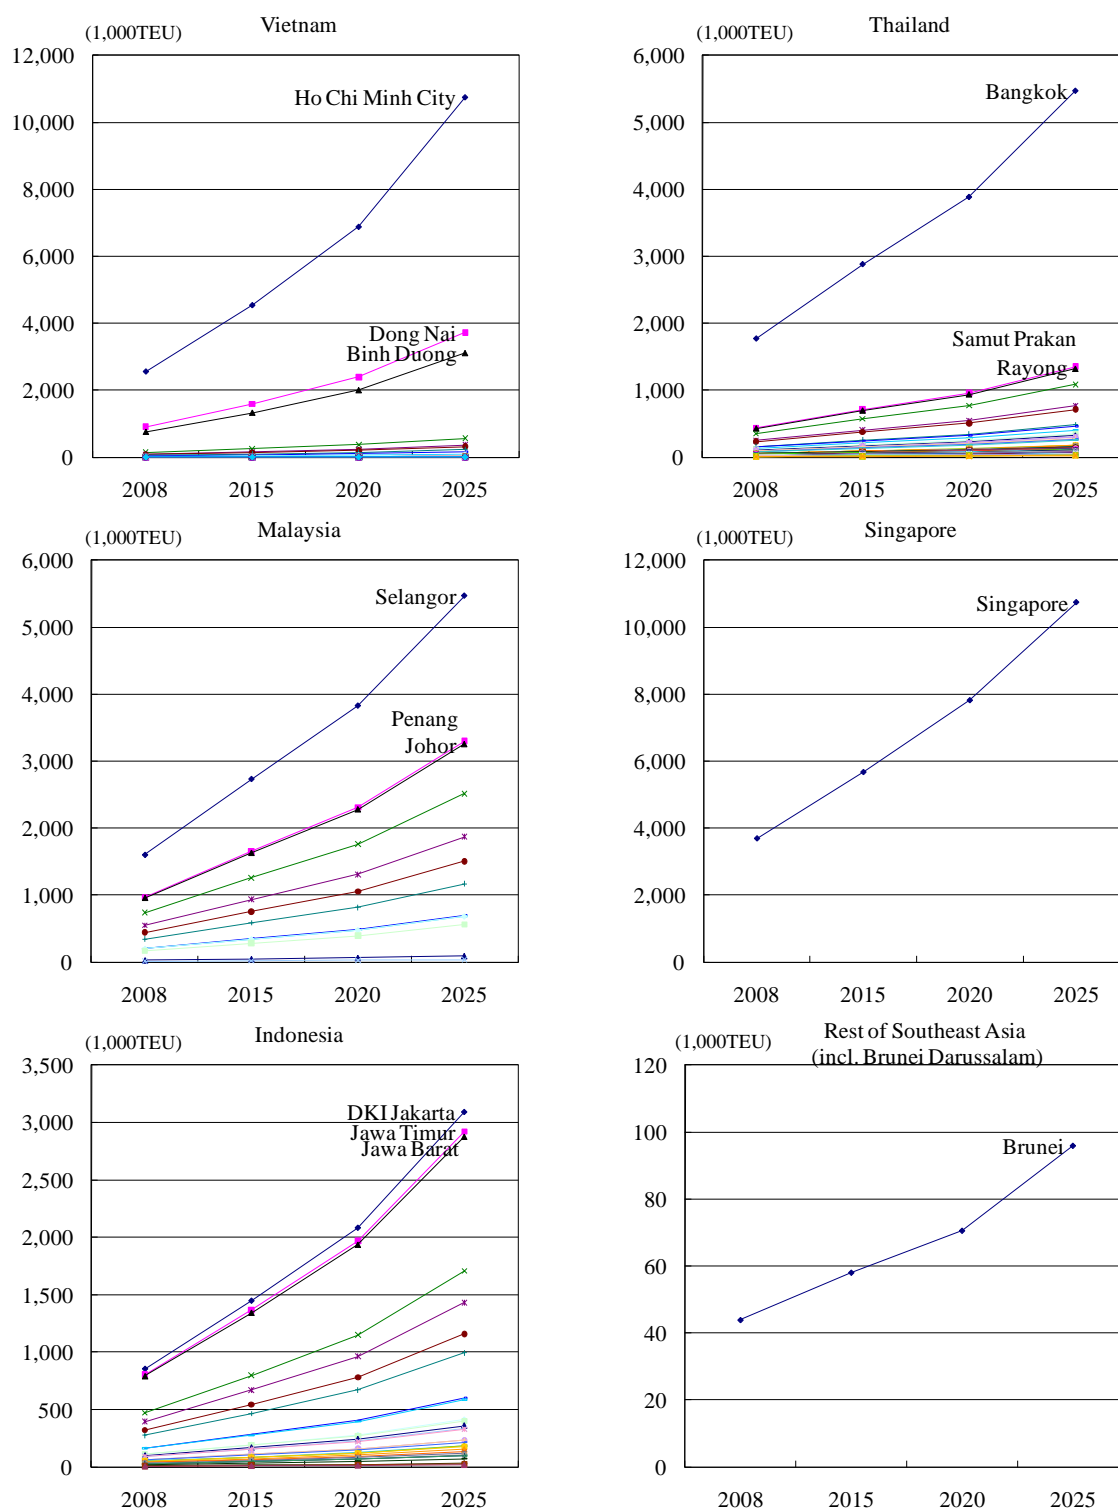 Vietnam
(1,000TEU)
12,000
10,000
8,000
6,000
4,000
2,000
0
Ho Chi Minh City
Dong Nai
Binh Duong
2008 2015 2020 2025
Thailand
(1,000TEU)
6,000
5,000
4,000
3,000
2,000
1,000
0
Bangkok
Samut Prakan
Rayong
2008 2015 2020 2025
Malaysia
(1,000TEU)
6,000
5,000
4,000
3,000
2,000
1,000
0
Selangor
Penang
Johor
2008 2015 2020 2025
Singapore
(1,000TEU)
12,000
10,000
8,000
6,000
4,000
2,000
0
Singapore
2008 2015 2020 2025
Indonesia
(1,000TEU)
3,500
3,000
2,500
2,000
1,500
1,000
500
0
DKI Jakarta
Jawa Timur
Jawa Barat
2008 2015 2020 2025
Rest of Southeast Asia
(incl. Brunei Darussalam)
(1,000TEU)
120
100
80
60
40
20
0
Brunei
2008 2015 2020 2025